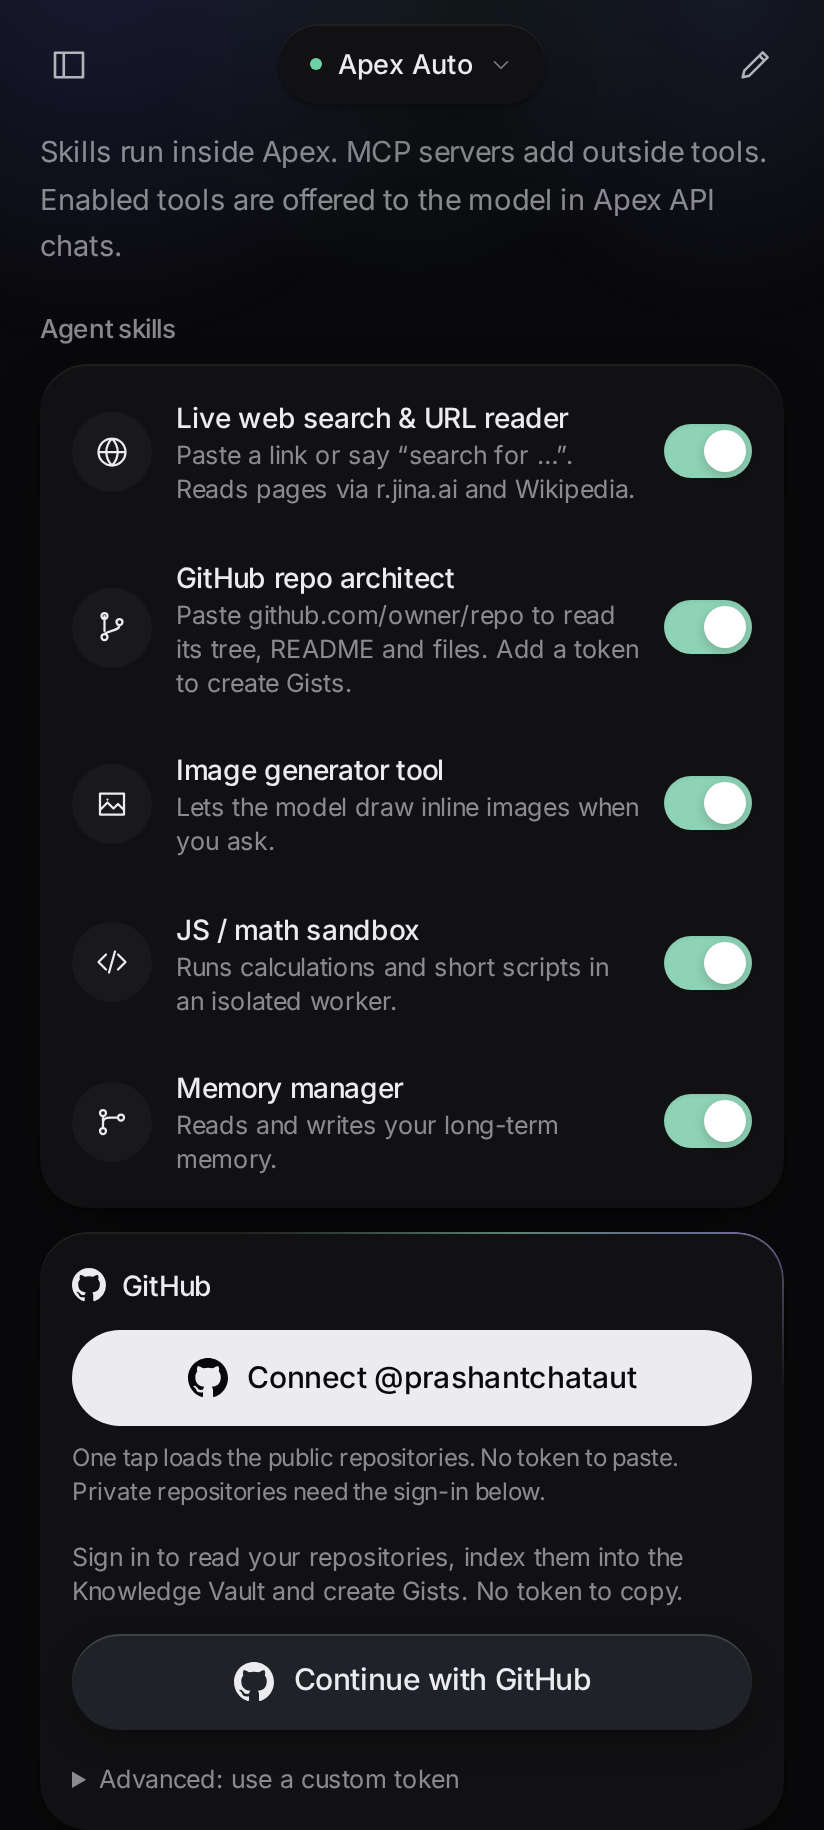 Apex Auto
Skills run inside Apex. MCP servers add outside tools.
Enabled tools are offered to the model in Apex API
chats.
Agent skills
Live web search & URL reader
Paste a link or say “search for ...”.
Reads pages via r.jina.ai and Wikipedia.
GitHub repo architect
Paste github.com/owner/repo to read
its tree, README and files. Add a token
to create Gists.
Image generator tool
Lets the model draw inline images when
you ask.
JS / math sandbox
Runs calculations and short scripts in
an isolated worker.
Memory manager
Reads and writes your long-term
memory.
GitHub
Connect @prashantchataut
One tap loads the public repositories. No token to paste.
Private repositories need the sign-in below.
Sign in to read your repositories, index them into the
Knowledge Vault and create Gists. No token to copy.
Continue with GitHub
Advanced: use a custom token